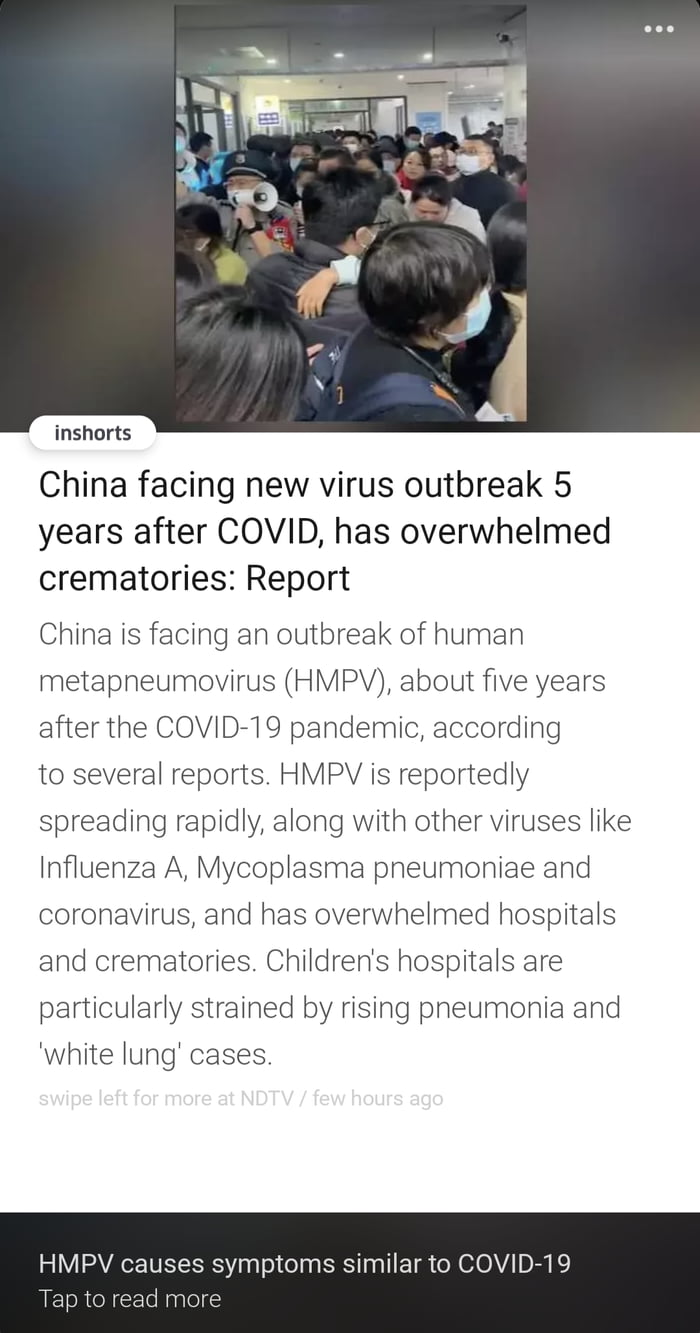 inshorts
China facing new virus outbreak 5
years after COVID, has overwhelmed
crematories: Report
China is facing an outbreak of human
metapneumovirus (HMPV), about five years
after the COVID-19 pandemic, according
to several reports. HMPV is reportedly
spreading rapidly, along with other viruses like
Influenza A, Mycoplasma pneumoniae and
coronavirus, and has overwhelmed hospitals
and crematories. Children's hospitals are
particularly strained by rising pneumonia and
'white lung' cases.
swipe left for more at NDTV / few hours ago
HMPV causes symptoms similar to COVID-19
Tap to read more